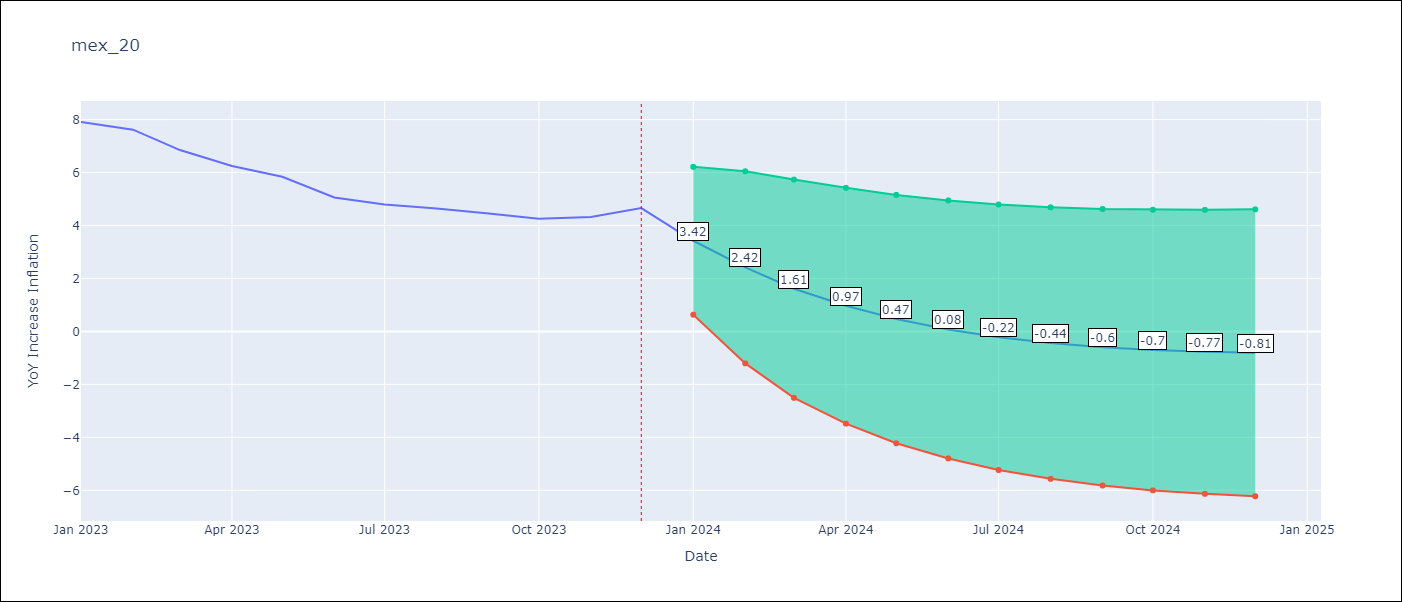 mex_20
YoY Increase Inflation
8
6
4
2
0
−2
−4
−6
3.42
2.42
1.61
0.97
0.47
0.08
-0.22
-0.44
-0.6
-0.7
-0.77
-0.81
Jan 2023
Apr 2023
Jul 2023
Oct 2023
Jan 2024
Apr 2024
Jul 2024
Oct 2024
Jan 2025
Date